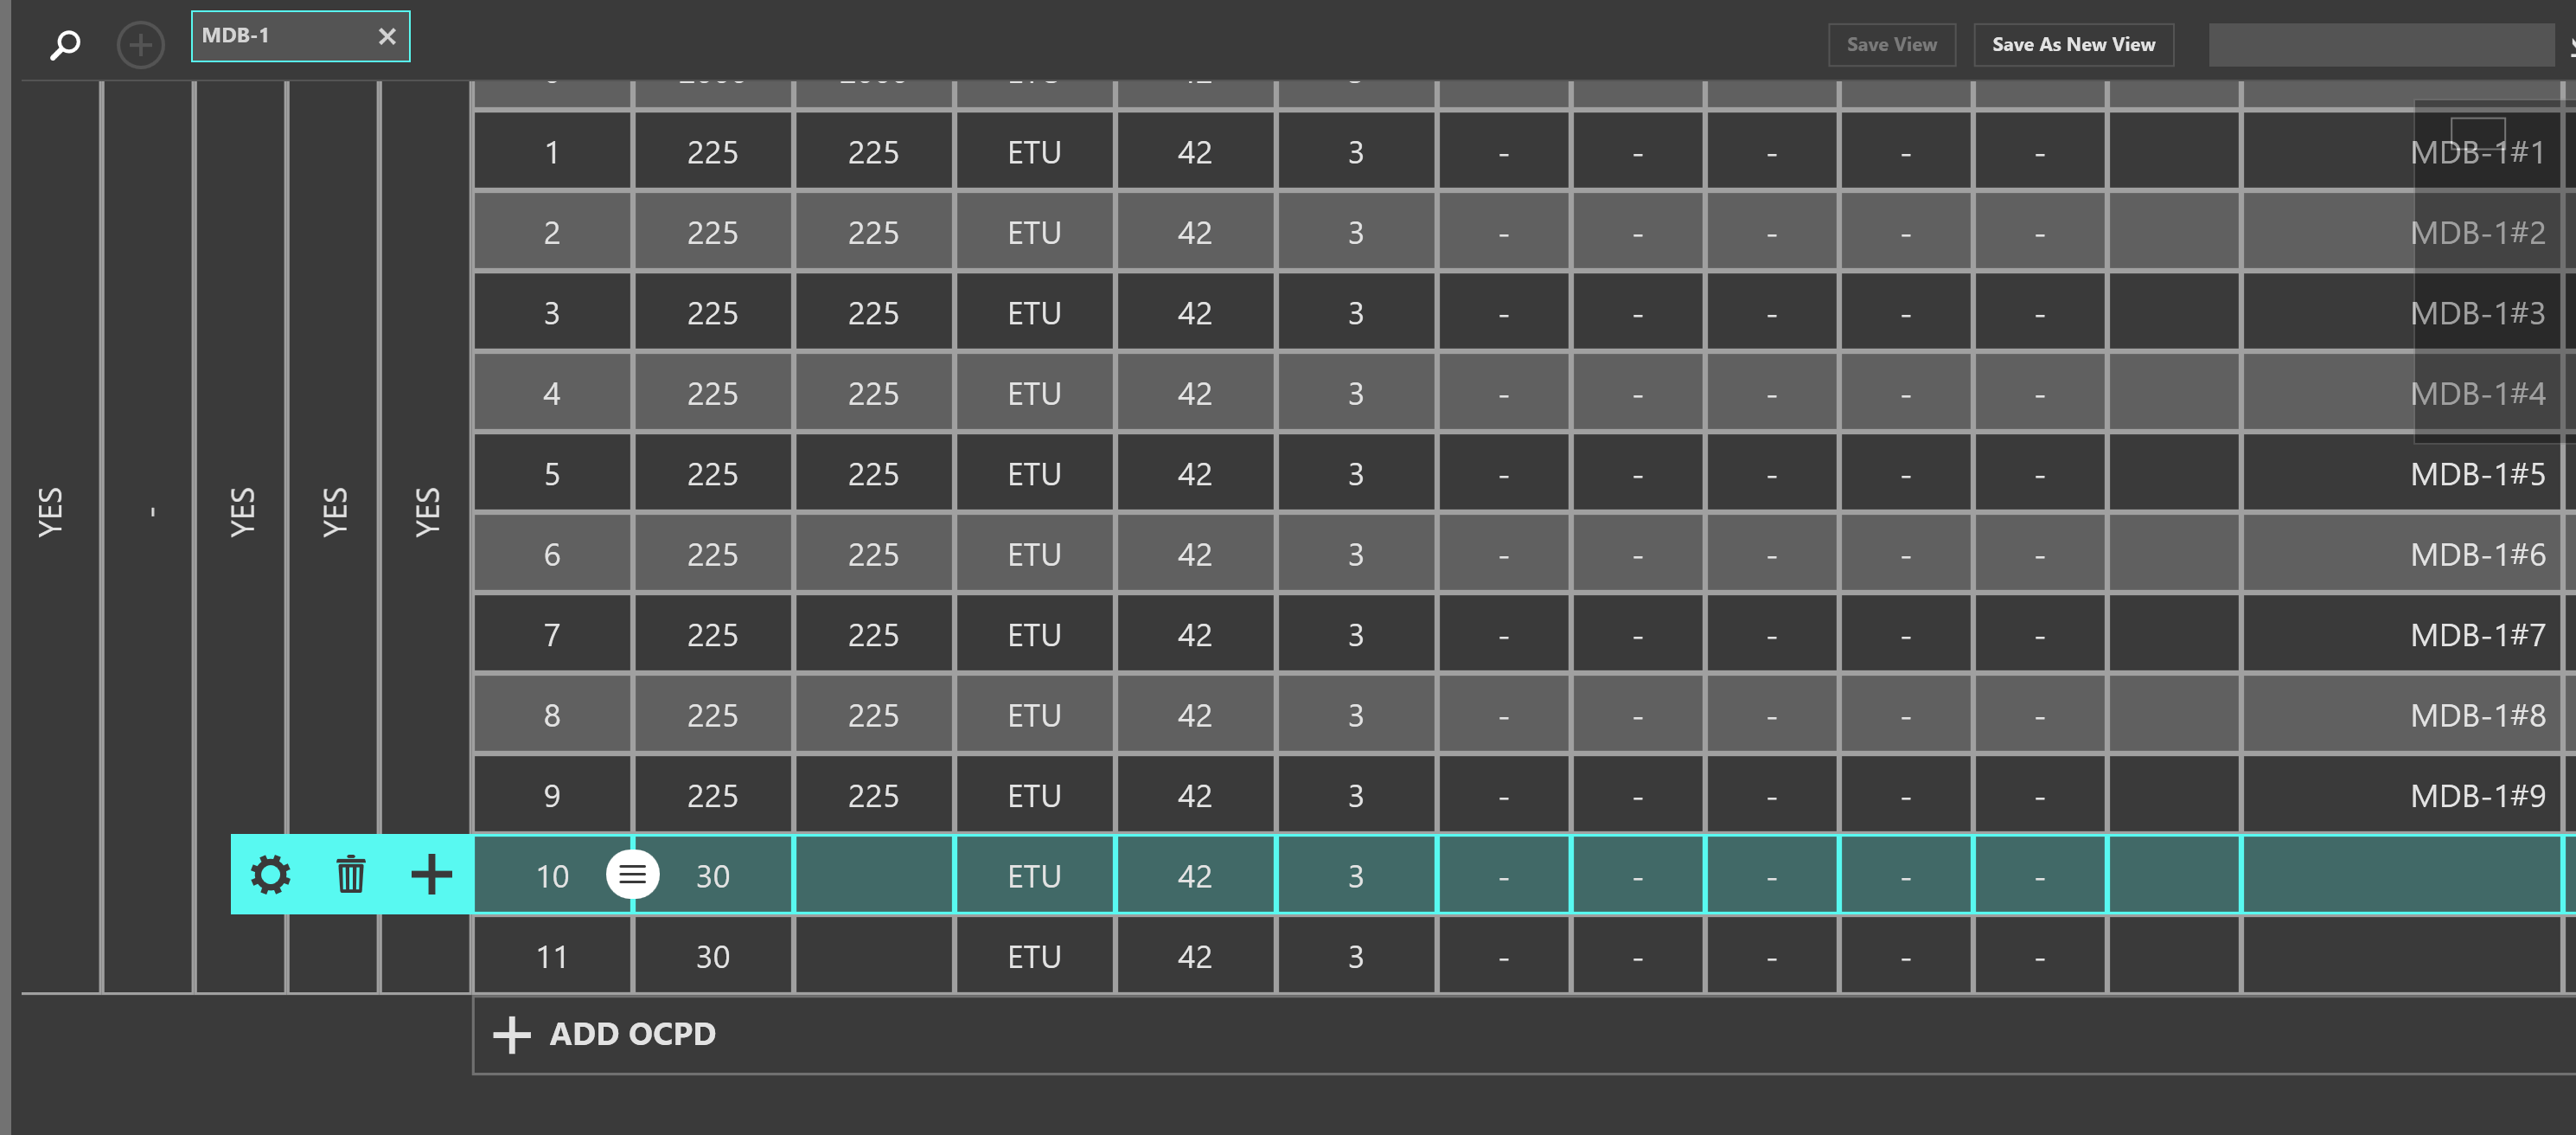 MDB-1
Save View Save As New View
1 225 225 ETU 42 3 - - - - - MDB-1#1
2 225 225 ETU 42 3 - - - - - MDB-1#2
3 225 225 ETU 42 3 - - - - - MDB-1#3
4 225 225 ETU 42 3 - - - - - MDB-1#4
5 225 225 ETU 42 3 - - - - - MDB-1#5
YES - YES YES YES
6 225 225 ETU 42 3 - - - - - MDB-1#6
7 225 225 ETU 42 3 - - - - - MDB-1#7
8 225 225 ETU 42 3 - - - - - MDB-1#8
9 225 225 ETU 42 3 - - - - - MDB-1#9
10 30 ETU 42 3 - - - - -
11 30 ETU 42 3 - - - - -
ADD OCPD